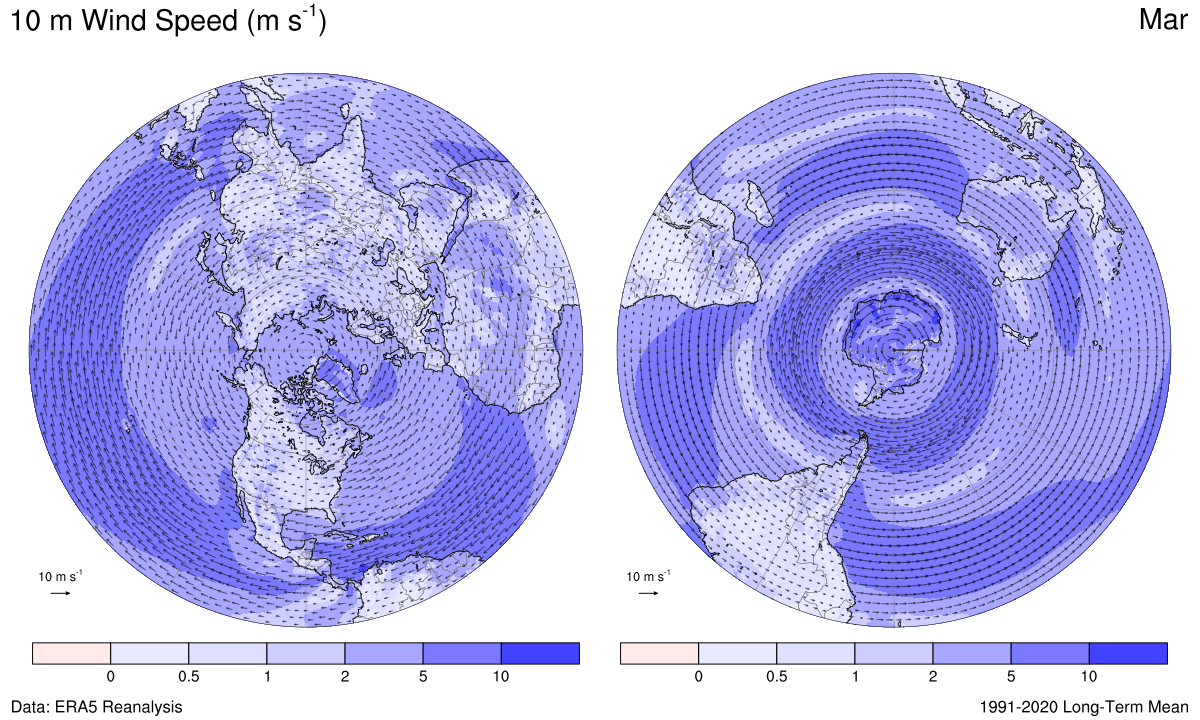 10 m Wind Speed (m s⁻¹)
Mar
10 m s⁻¹
10 m s⁻¹
0 0.5 1 2 5 10
0 0.5 1 2 5 10
Data: ERA5 Reanalysis
1991-2020 Long-Term Mean